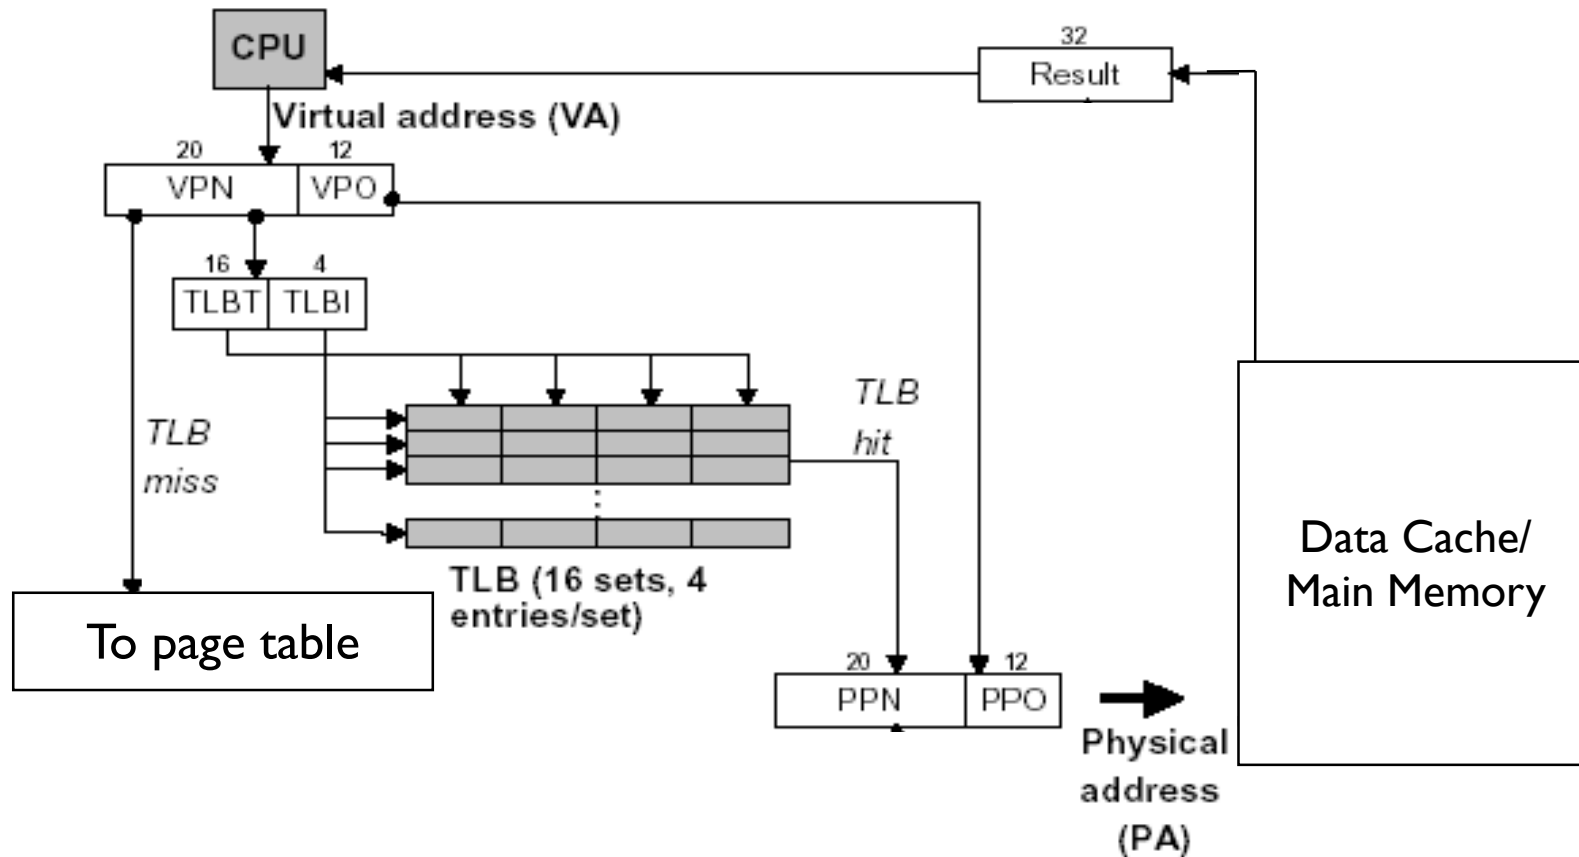 CPU
32
Result
Virtual address (VA)
20
12
VPN
VPO
16
4
TLBT
TLBI
TLB
hit
TLB
miss
Data Cache/
Main Memory
TLB (16 sets, 4
entries/set)
To page table
20
12
PPN
PPO
Physical
address
(PA)